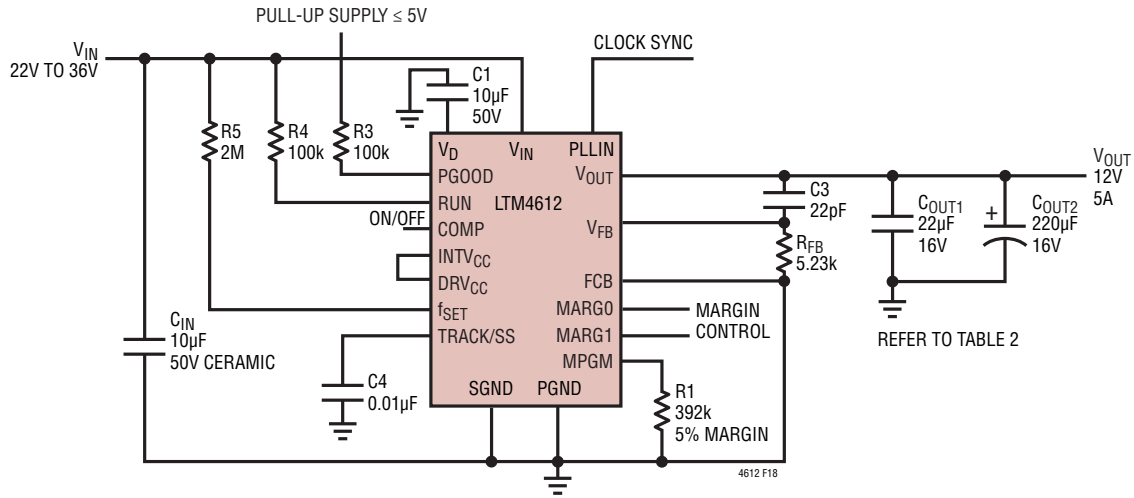 PULL-UP SUPPLY ≤ 5V
V_IN
22V TO 36V
CLOCK SYNC
C1
10µF
50V
R5
2M
R4
100k
R3
100k
V_D
V_IN
PLLIN
PGOOD
V_OUT
RUN
LTM4612
ON/OFF
COMP
V_FB
INTV_CC
DRV_CC
FCB
f_SET
MARG0
TRACK/SS
MARG1
MPGM
SGND
PGND
C3
22pF
R_FB
5.23k
C_OUT1
22µF
16V
+
C_OUT2
220µF
16V
V_OUT
12V
5A
MARGIN
CONTROL
REFER TO TABLE 2
C_IN
10µF
50V CERAMIC
C4
0.01µF
R1
392k
5% MARGIN
4612 F18